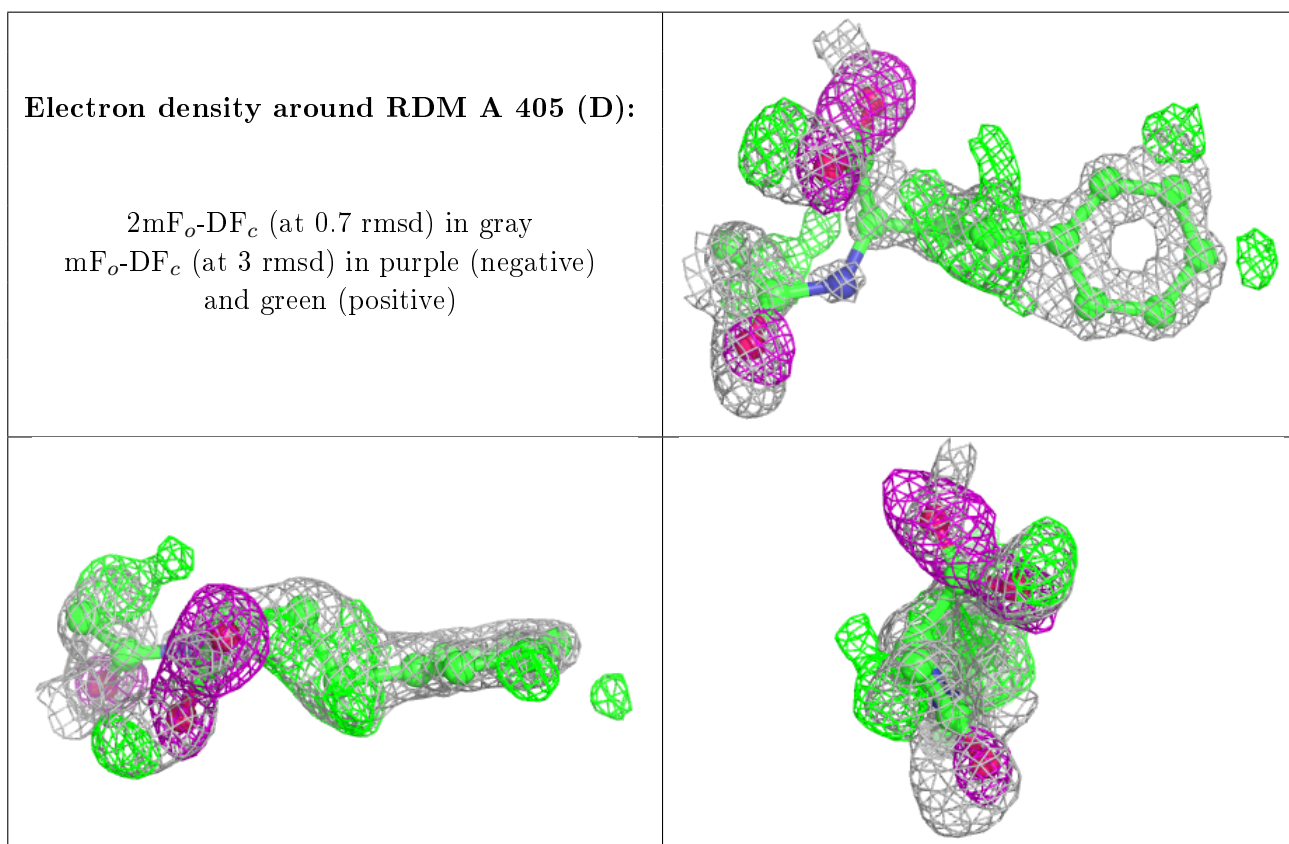 Electron density around RDM A 405 (D):
2mFₒ-DF𝒸 (at 0.7 rmsd) in gray
mFₒ-DF𝒸 (at 3 rmsd) in purple (negative)
and green (positive)